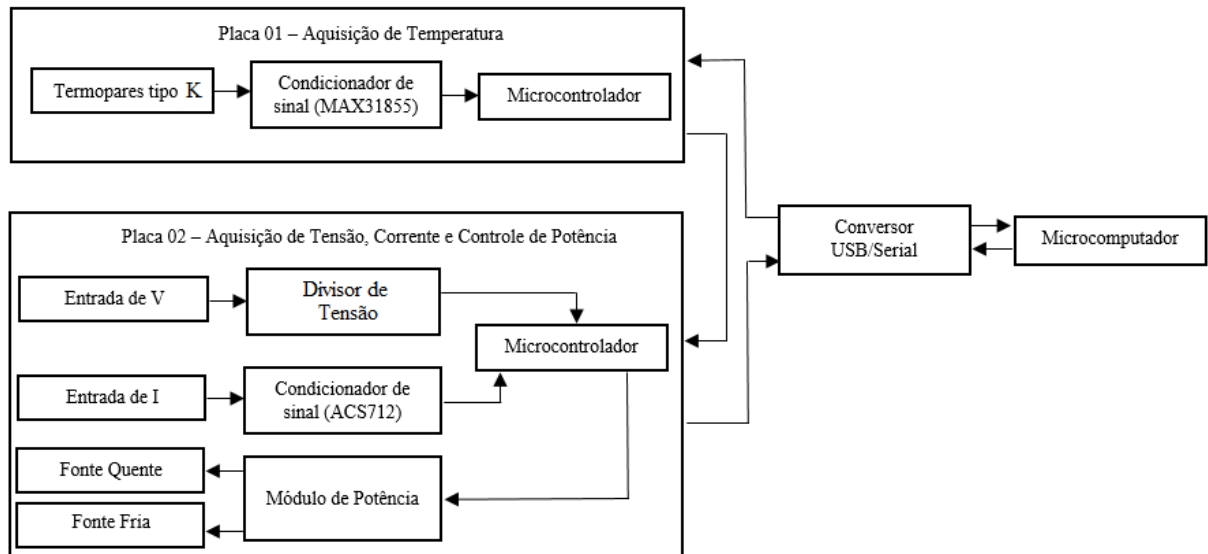 Placa 01 – Aquisição de Temperatura
Termopares tipo K
Condicionador de
sinal (MAX31855)
Microcontrolador
Placa 02 – Aquisição de Tensão, Corrente e Controle de Potência
Entrada de V
Divisor de
Tensão
Microcontrolador
Entrada de I
Condicionador de
sinal (ACS712)
Fonte Quente
Fonte Fria
Módulo de Potência
Conversor
USB/Serial
Microcomputador